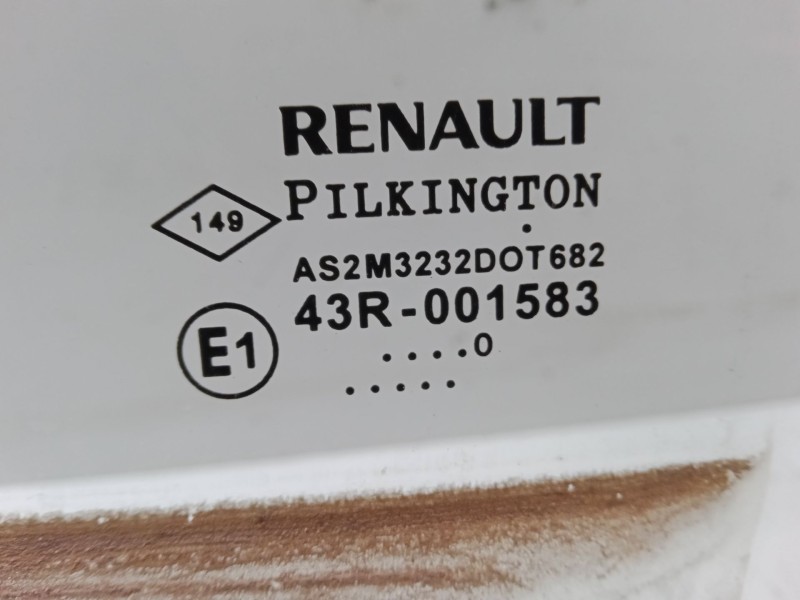 RENAULT
149 PILKINGTON
AS2M3232DOT682
43R-001583
E1
....0
.....